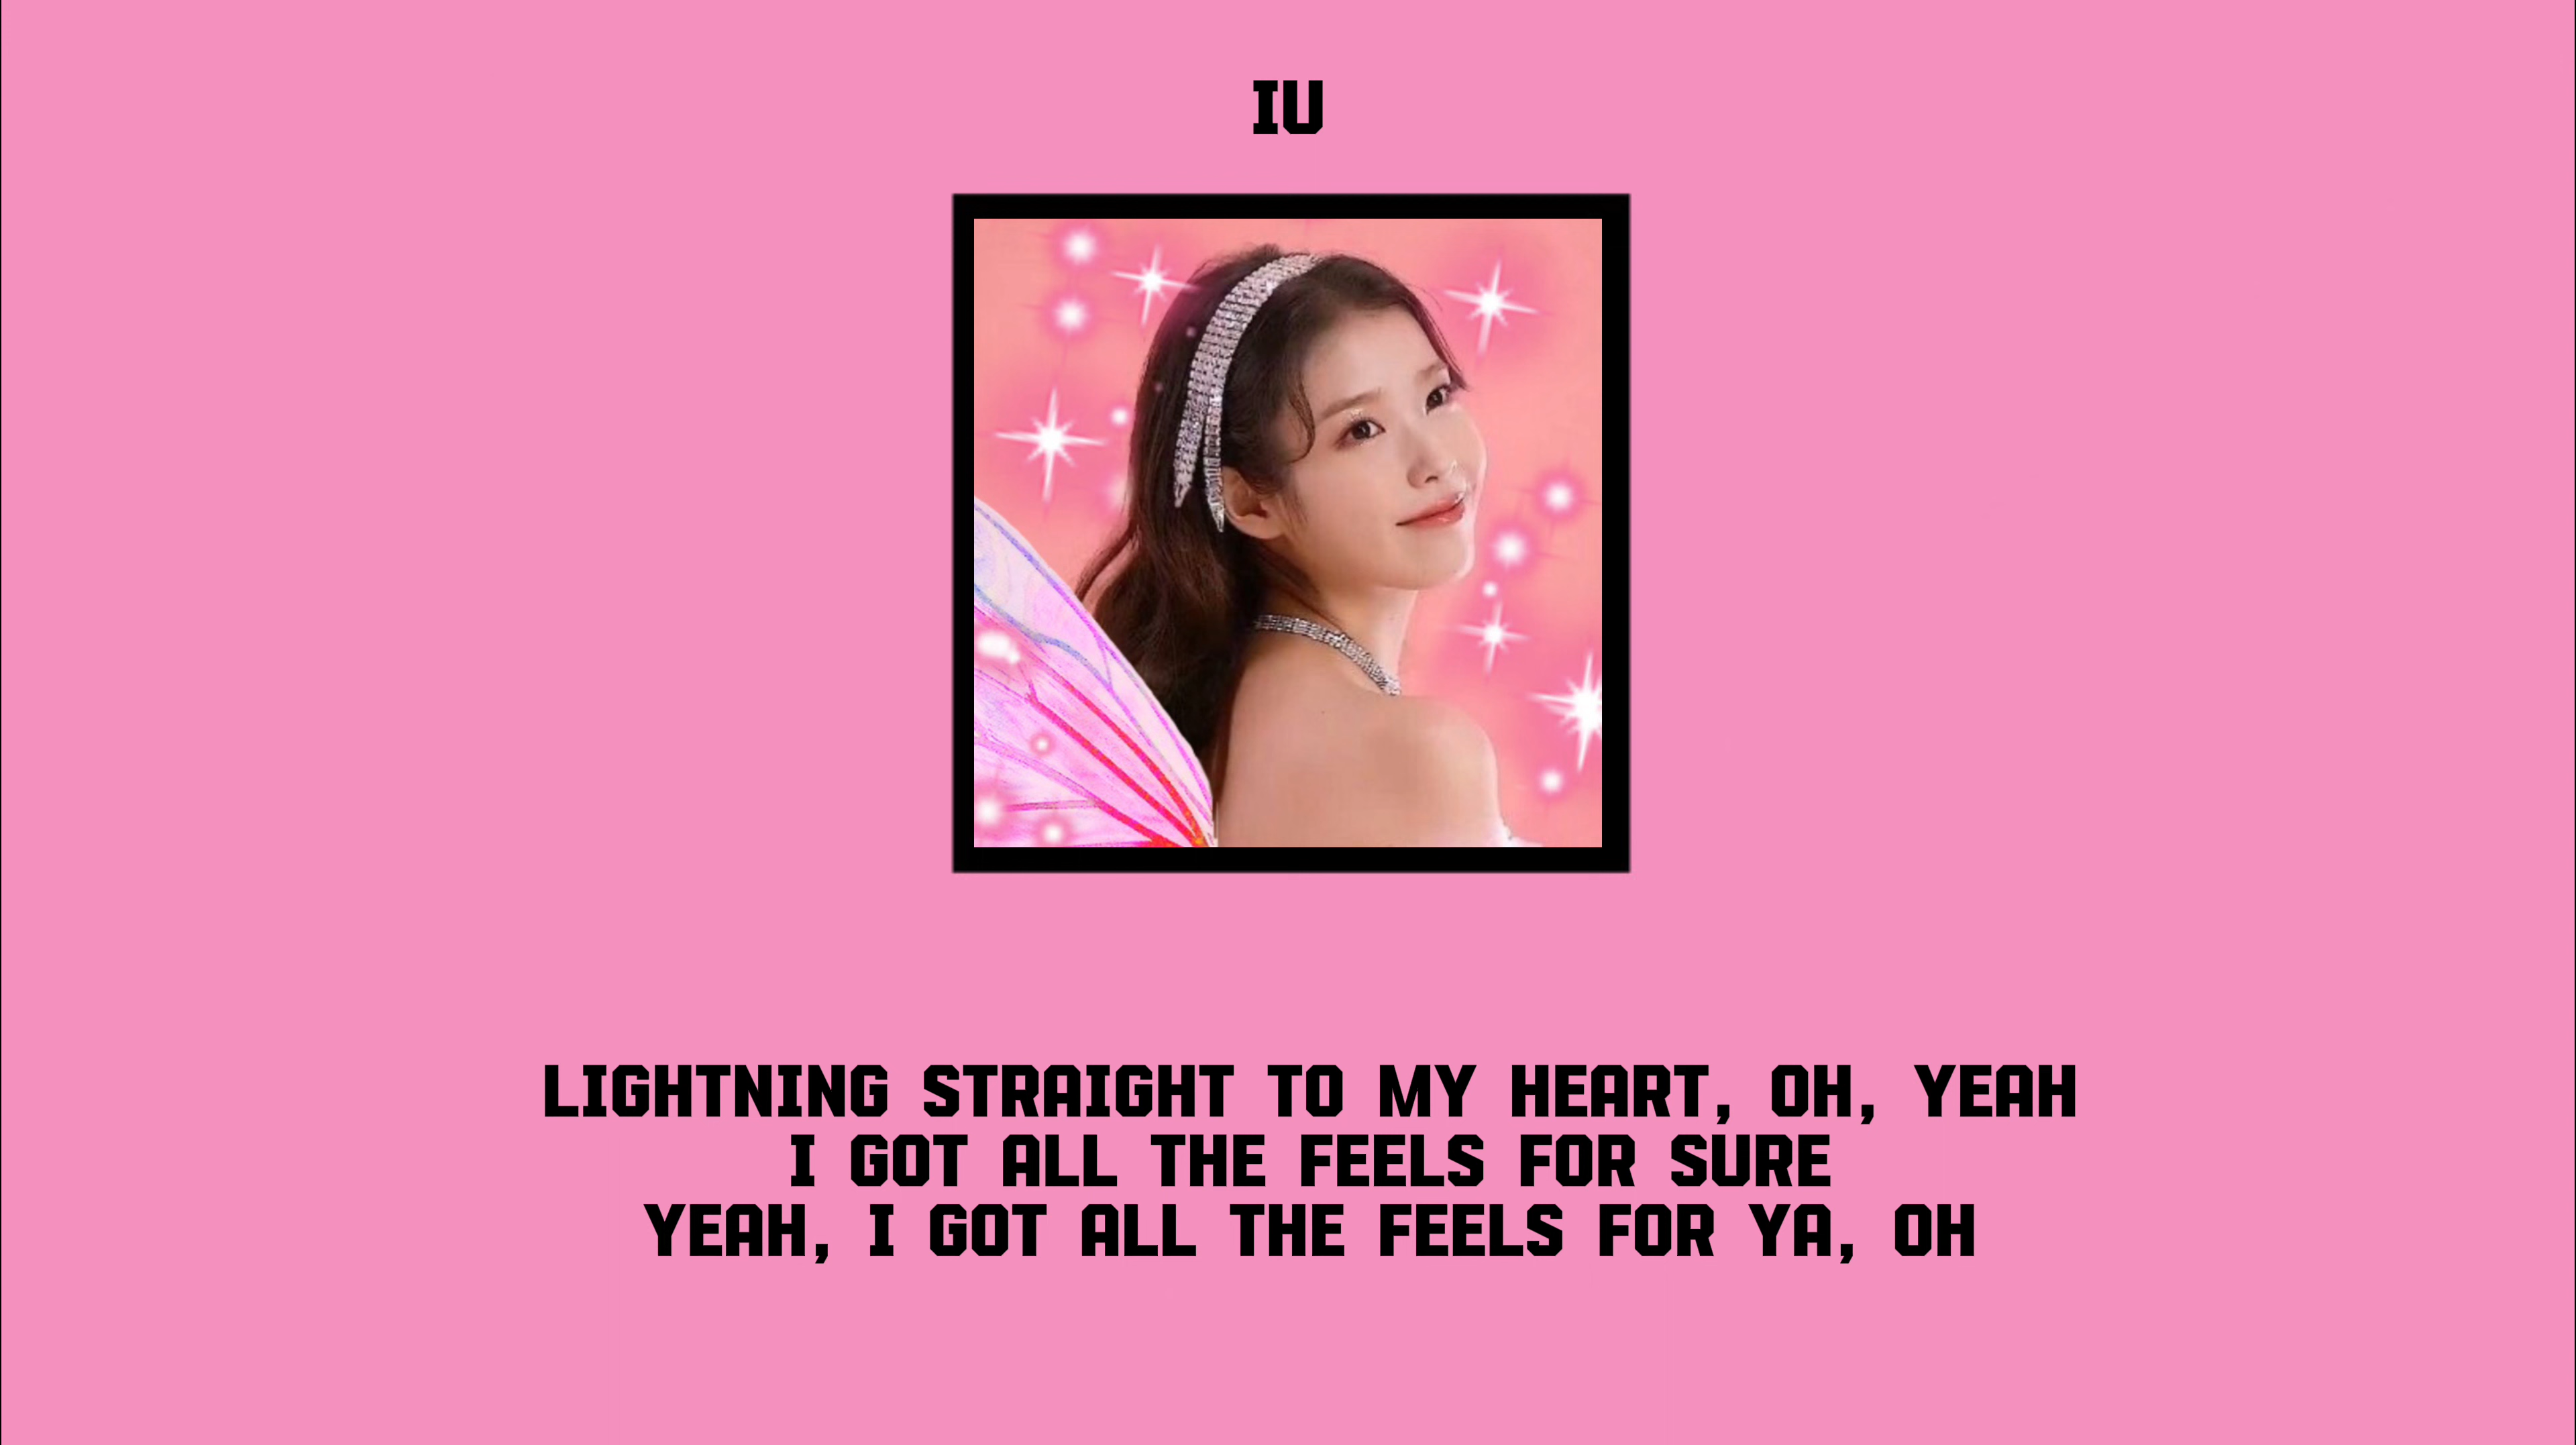 IU
LIGHTNING STRAIGHT TO MY HEART, OH, YEAH
I GOT ALL THE FEELS FOR SURE
YEAH, I GOT ALL THE FEELS FOR YA, OH